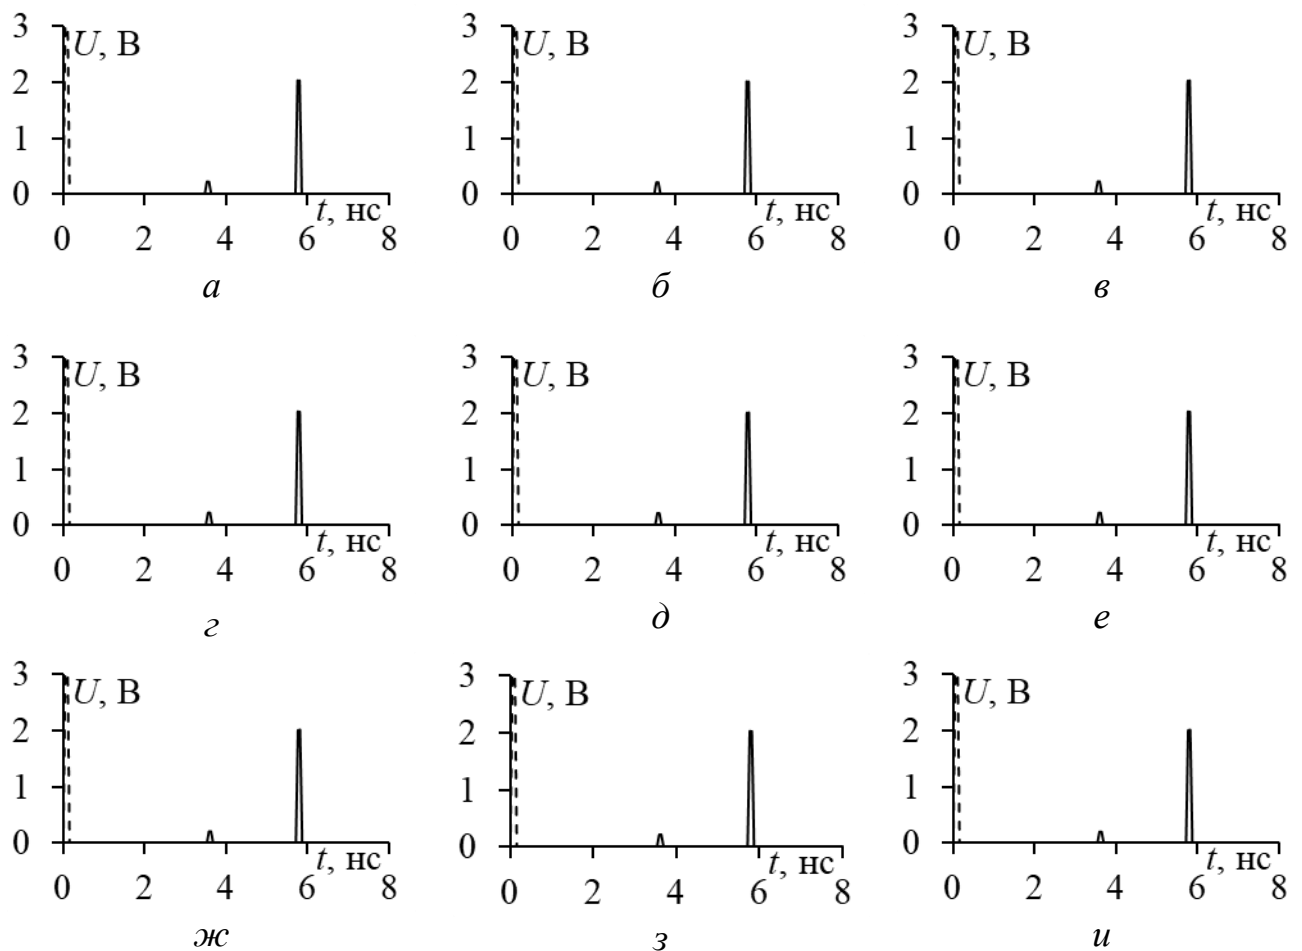 3 U, В 3 U, В 3 U, В
2 2 2
1 1 1
0 t, нс 0 t, нс 0 t, нс
0 2 4 6 8 0 2 4 6 8 0 2 4 6 8
а б в
3 U, В 3 U, В 3 U, В
2 2 2
1 1 1
0 t, нс 0 t, нс 0 t, нс
0 2 4 6 8 0 2 4 6 8 0 2 4 6 8
г д е
3 U, В 3 U, В 3 U, В
2 2 2
1 1 1
0 t, нс 0 t, нс 0 t, нс
0 2 4 6 8 0 2 4 6 8 0 2 4 6 8
ж з и